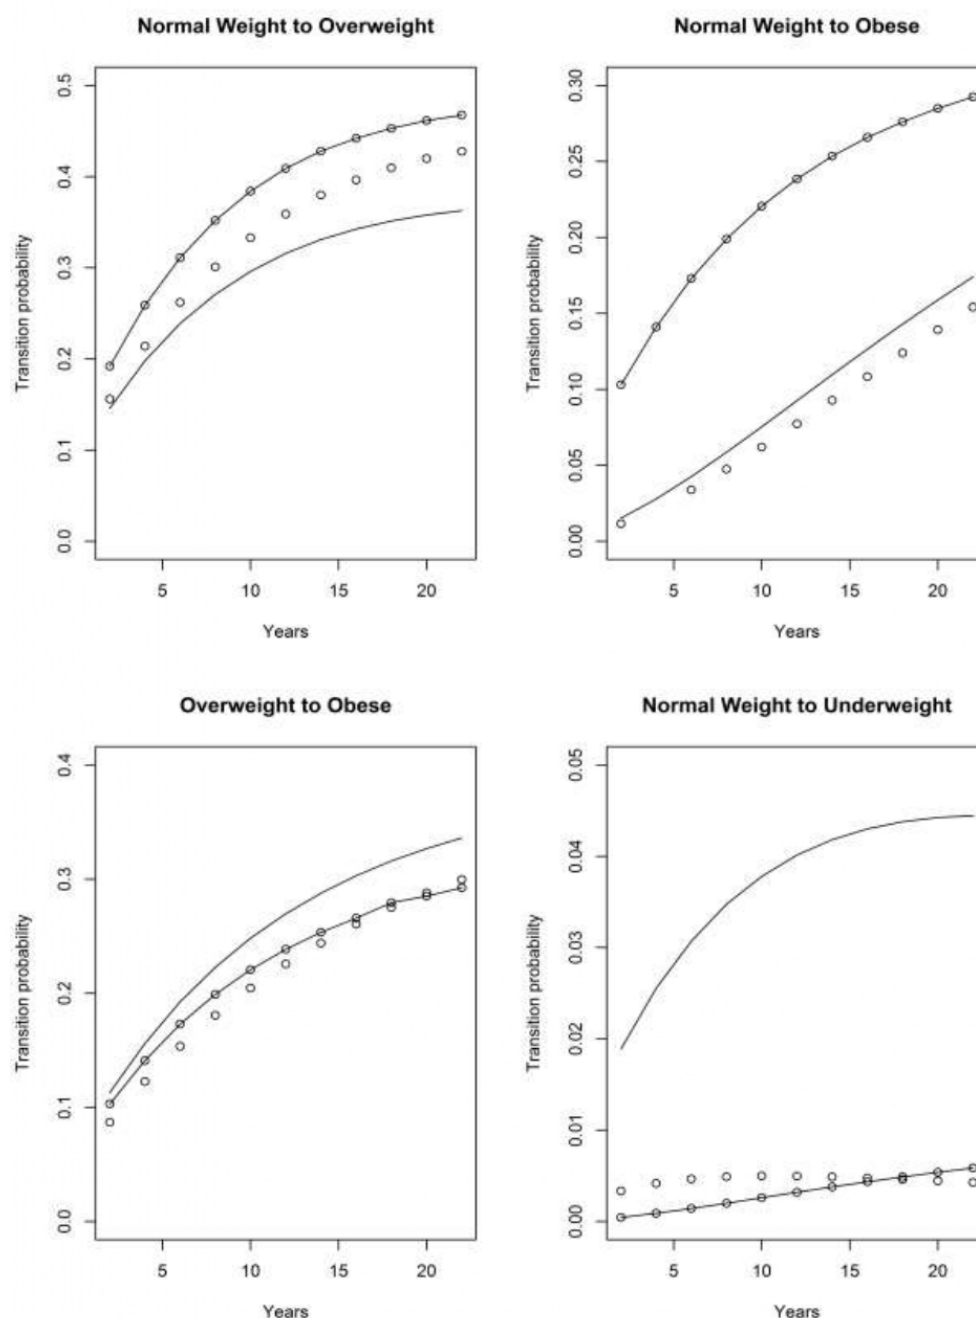 Normal Weight to Overweight
Transition probability
0.5
0.4
0.3
0.2
0.1
0.0
5 10 15 20
Years
Normal Weight to Obese
Transition probability
0.30
0.25
0.20
0.15
0.10
0.05
0.00
5 10 15 20
Years
Overweight to Obese
Transition probability
0.4
0.3
0.2
0.1
0.0
5 10 15 20
Years
Normal Weight to Underweight
Transition probability
0.05
0.04
0.03
0.02
0.01
0.00
5 10 15 20
Years